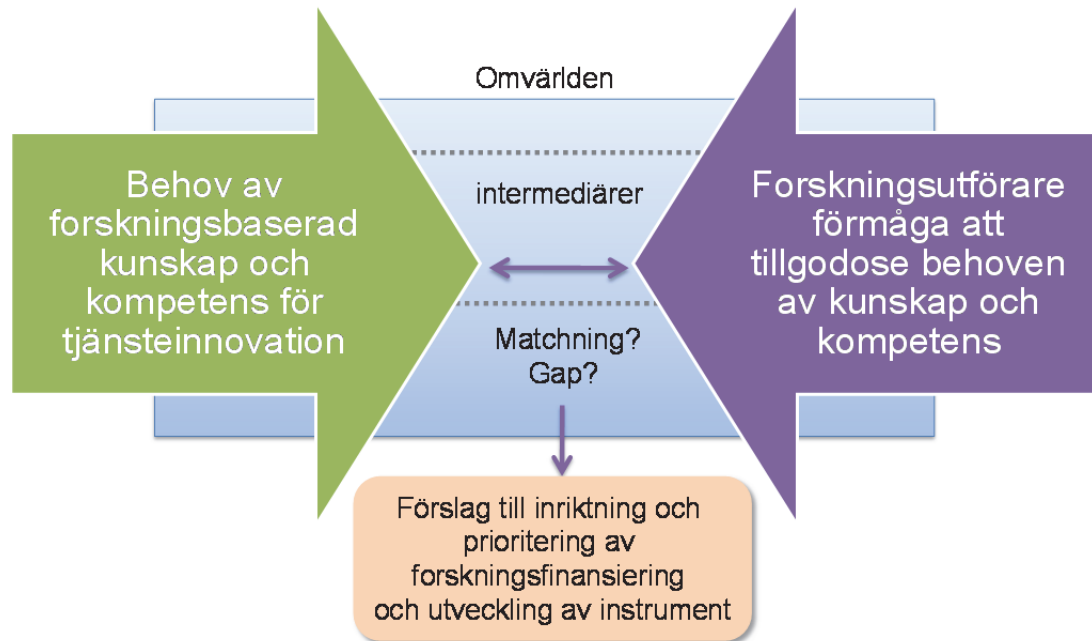 Omvärlden
Behov av
forskningsbaserad
kunskap och
kompetens för
tjänsteinnovation
intermediärer
Matchning?
Gap?
Forskningsutförare
förmåga att
tillgodose behoven
av kunskap och
kompetens
Förslag till inriktning och
prioritering av
forskningsfinansiering
och utveckling av instrument